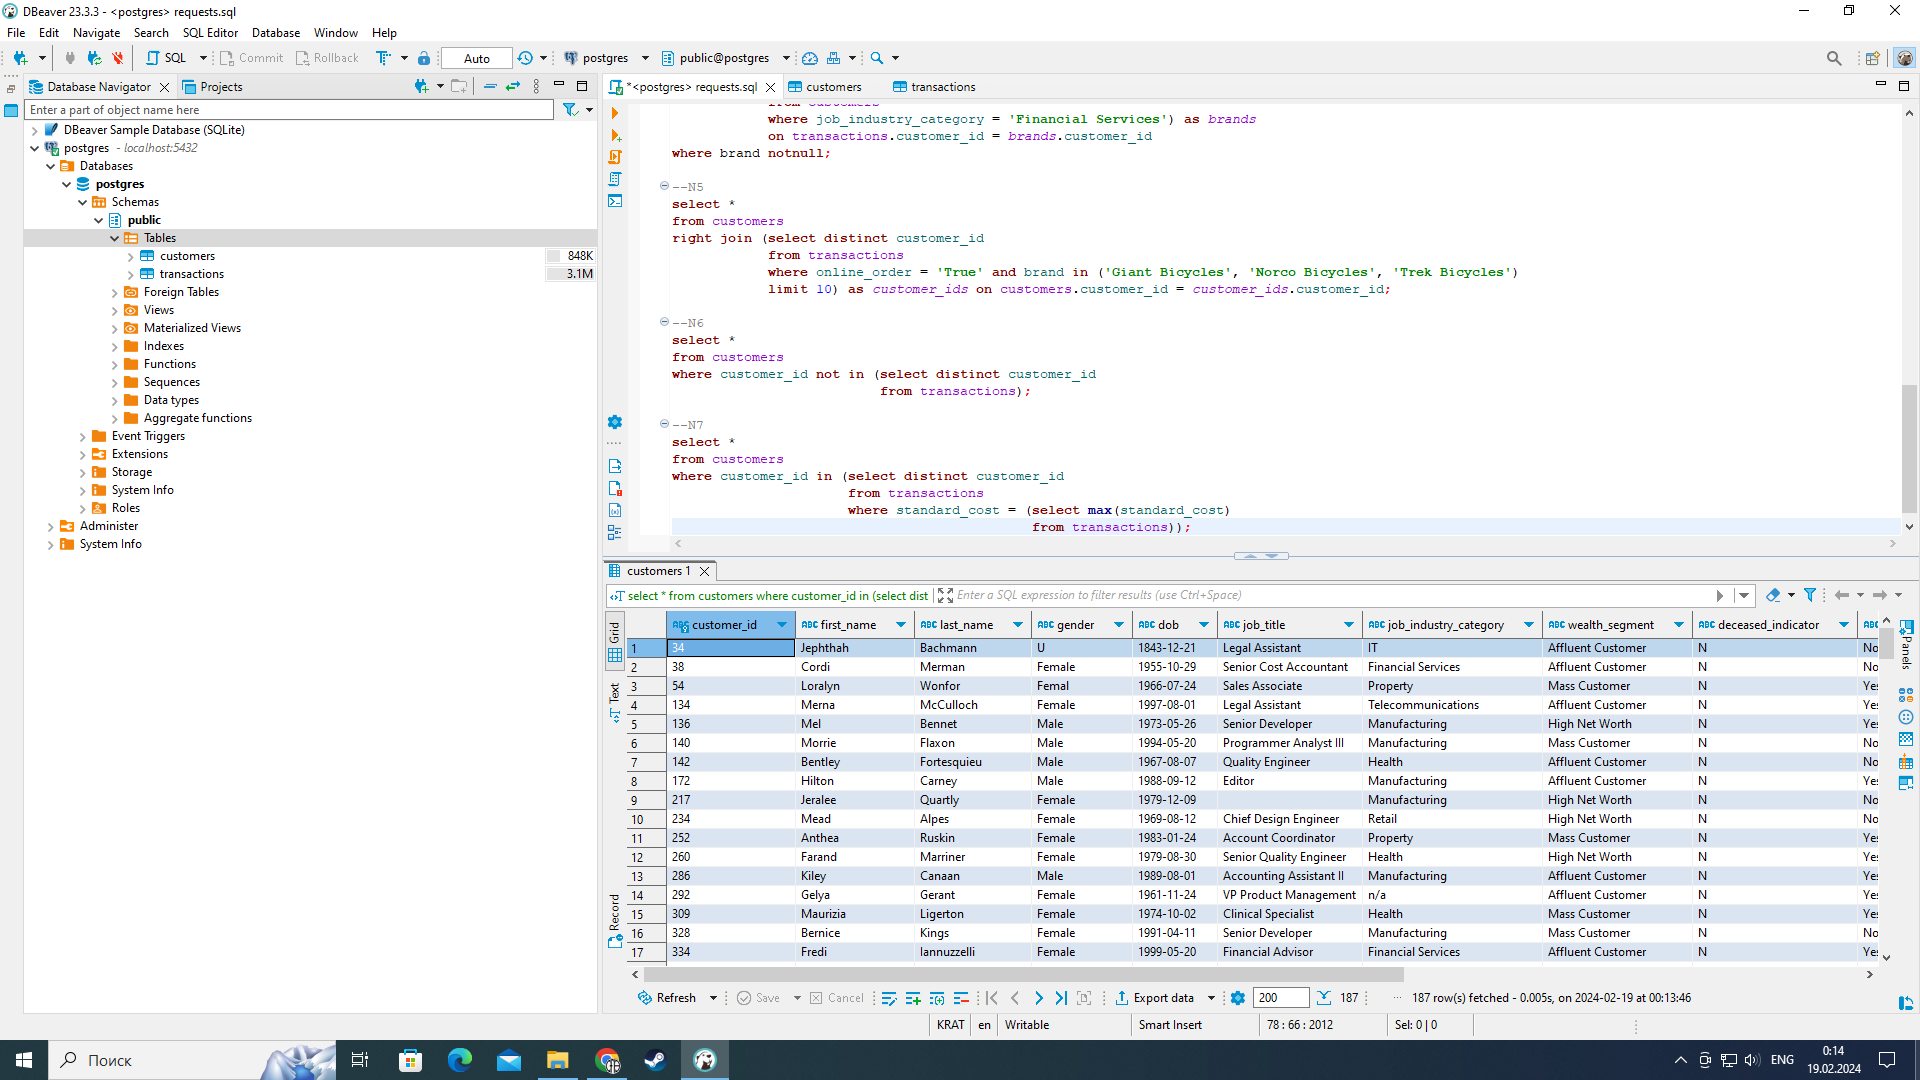 DBeaver 23.3.3 - <postgres> requests.sql
File Edit Navigate Search SQL Editor Database Window Help
SQL Commit Rollback Auto postgres public@postgres
Database Navigator Projects
Enter a part of object name here
DBeaver Sample Database (SQLite)
postgres - localhost:5432
Databases
postgres
Schemas
public
Tables
customers 848K
transactions 3.1M
Foreign Tables
Views
Materialized Views
Indexes
Functions
Sequences
Data types
Aggregate functions
Event Triggers
Extensions
Storage
System Info
Roles
Administer
System Info
*<postgres> requests.sql customers transactions
from customers
where job_industry_category = 'Financial Services') as brands
on transactions.customer_id = brands.customer_id
where brand notnull;
--N5
select *
from customers
right join (select distinct customer_id
from transactions
where online_order = 'True' and brand in ('Giant Bicycles', 'Norco Bicycles', 'Trek Bicycles')
limit 10) as customer_ids on customers.customer_id = customer_ids.customer_id;
--N6
select *
from customers
where customer_id not in (select distinct customer_id
from transactions);
--N7
select *
from customers
where customer_id in (select distinct customer_id
from transactions
where standard_cost = (select max(standard_cost)
from transactions));
customers 1
select * from customers where customer_id in (select dist Enter a SQL expression to filter results (use Ctrl+Space)
Grid
Text
Record
Panels
customer_id first_name last_name gender dob job_title job_industry_category wealth_segment deceased_indicator
1 34 Jephthah Bachmann U 1843-12-21 Legal Assistant IT Affluent Customer N No
2 38 Cordi Merman Female 1955-10-29 Senior Cost Accountant Financial Services Affluent Customer N No
3 54 Loralyn Wonfor Femal 1966-07-24 Sales Associate Property Mass Customer N Yes
4 134 Merna McCulloch Female 1997-08-01 Legal Assistant Telecommunications Affluent Customer N Yes
5 136 Mel Bennet Male 1973-05-26 Senior Developer Manufacturing High Net Worth N Yes
6 140 Morrie Flaxon Male 1994-05-20 Programmer Analyst III Manufacturing Mass Customer N No
7 142 Bentley Fortesquieu Male 1967-08-07 Quality Engineer Health Affluent Customer N No
8 172 Hilton Carney Male 1988-09-12 Editor Manufacturing Affluent Customer N Yes
9 217 Jeralee Quartly Female 1979-12-09 Manufacturing High Net Worth N No
10 234 Mead Alpes Female 1969-08-12 Chief Design Engineer Retail High Net Worth N No
11 252 Anthea Ruskin Female 1983-01-24 Account Coordinator Property Mass Customer N Yes
12 260 Farand Marriner Female 1979-08-30 Senior Quality Engineer Health High Net Worth N Yes
13 286 Kiley Canaan Male 1989-08-01 Accounting Assistant II Manufacturing Affluent Customer N Yes
14 292 Gelya Gerant Female 1961-11-24 VP Product Management n/a Affluent Customer N Yes
15 309 Maurizia Ligerton Female 1974-10-02 Clinical Specialist Health Mass Customer N Yes
16 328 Bernice Kings Female 1991-04-11 Senior Developer Manufacturing Mass Customer N No
17 334 Fredi Iannuzzelli Female 1999-05-20 Financial Advisor Financial Services Affluent Customer N Yes
Refresh Save Cancel Export data 200 187 187 row(s) fetched - 0.005s, on 2024-02-19 at 00:13:46
KRAT en Writable Smart Insert 78 : 66 : 2012 Sel: 0 | 0
Поиск ENG 0:14
19.02.2024